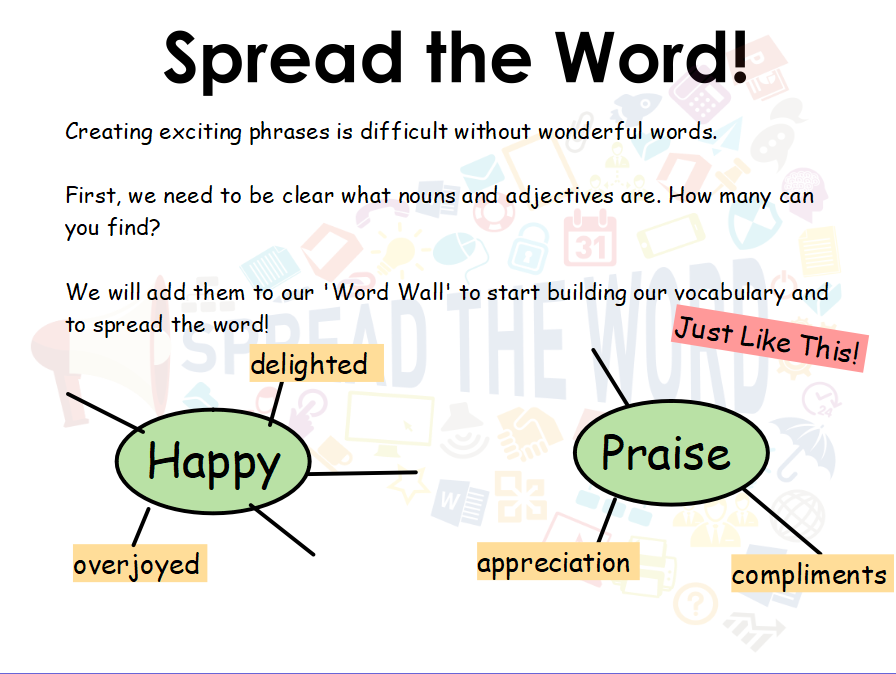 Spread the Word!
Creating exciting phrases is difficult without wonderful words.
First, we need to be clear what nouns and adjectives are. How many can
you find?
We will add them to our 'Word Wall' to start building our vocabulary and
to spread the word!
Just Like This!
SPREAD THE WORD
31
delighted
Happy
overjoyed
Praise
appreciation
compliments
24
W
?